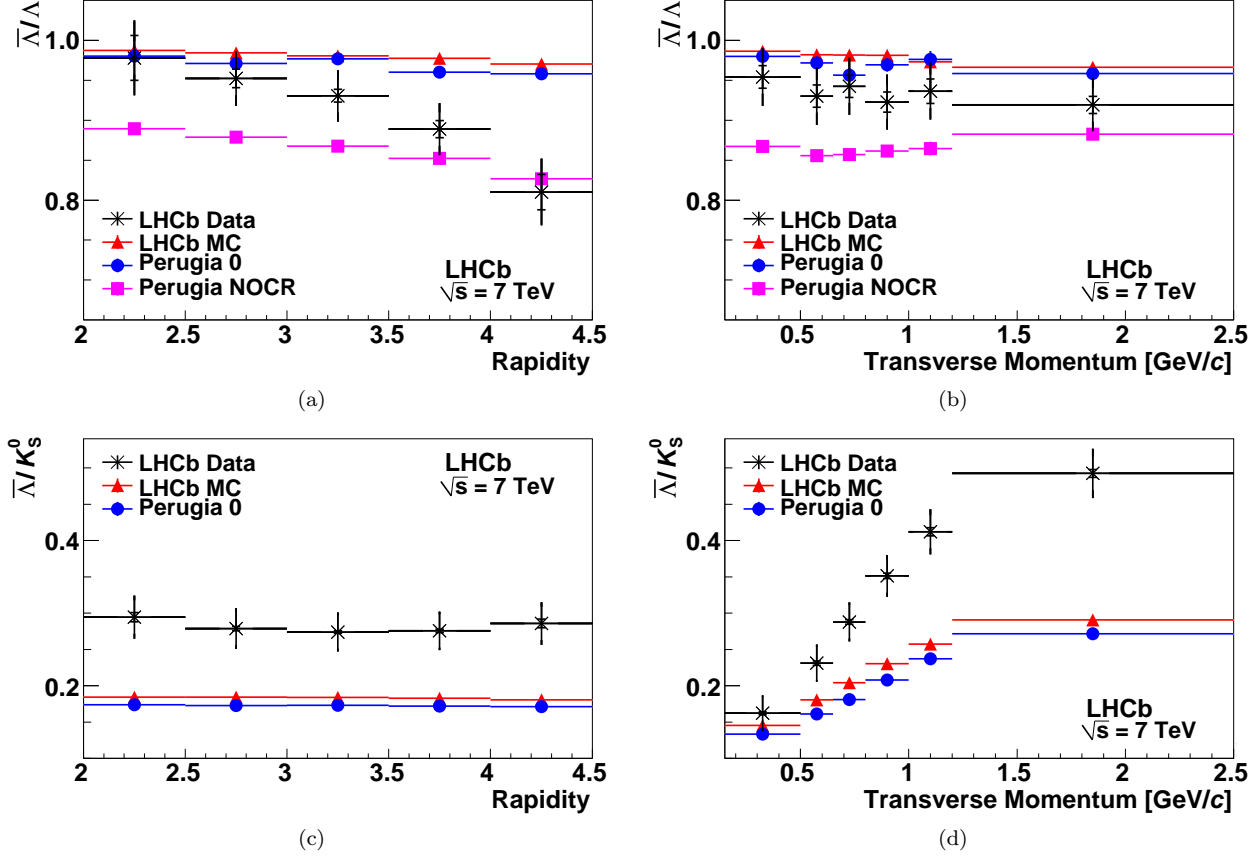 Λ̅/Λ
1.0
0.8
LHCb Data
LHCb MC
Perugia 0
Perugia NOCR
LHCb
√s = 7 TeV
2 2.5 3 3.5 4 4.5
Rapidity
(a)
Λ̅/Λ
1.0
0.8
LHCb Data
LHCb MC
Perugia 0
Perugia NOCR
LHCb
√s = 7 TeV
0.5 1 1.5 2 2.5
Transverse Momentum [GeV/c]
(b)
Λ̅/K⁰S
0.4
0.2
LHCb Data
LHCb MC
Perugia 0
LHCb
√s = 7 TeV
2 2.5 3 3.5 4 4.5
Rapidity
(c)
Λ̅/K⁰S
0.4
0.2
LHCb Data
LHCb MC
Perugia 0
LHCb
√s = 7 TeV
0.5 1 1.5 2 2.5
Transverse Momentum [GeV/c]
(d)